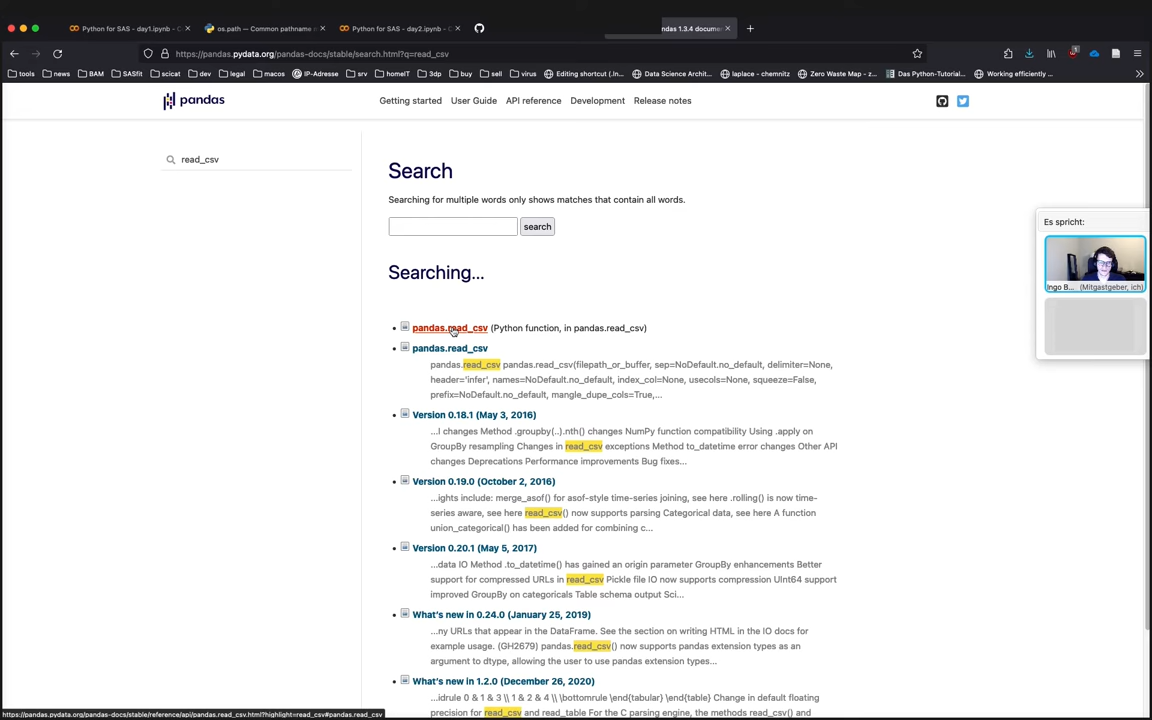 Python for SAS - day1.ipynb - C
os.path — Common pathname
Python for SAS - day2.ipynb - C
ndas 1.3.4 documen
https://pandas.pydata.org/pandas-docs/stable/search.html?q=read_csv
1
tools
news
BAM
SASfit
scicat
dev
legal
macos
IP-Adresse
srv
homeIT
3dp
buy
sell
virus
Editing shortcut (.ln...
Data Science Archit...
laplace - chemnitz
Zero Waste Map - z...
Das Python-Tutorial...
Working efficiently ...
pandas
Getting started
User Guide
API reference
Development
Release notes
read_csv
Search
Searching for multiple words only shows matches that contain all words.
search
Searching...
pandas.read_csv (Python function, in pandas.read_csv)
pandas.read_csv
pandas.read_csv pandas.read_csv(filepath_or_buffer, sep=NoDefault.no_default, delimiter=None,
header='infer', names=NoDefault.no_default, index_col=None, usecols=None, squeeze=False,
prefix=NoDefault.no_default, mangle_dupe_cols=True,...
Version 0.18.1 (May 3, 2016)
...I changes Method .groupby(..).nth() changes NumPy function compatibility Using .apply on
GroupBy resampling Changes in read_csv exceptions Method to_datetime error changes Other API
changes Deprecations Performance improvements Bug fixes...
Version 0.19.0 (October 2, 2016)
...ights include: merge_asof() for asof-style time-series joining, see here .rolling() is now time-
series aware, see here read_csv() now supports parsing Categorical data, see here A function
union_categorical() has been added for combining c...
Version 0.20.1 (May 5, 2017)
...data IO Method .to_datetime() has gained an origin parameter GroupBy enhancements Better
support for compressed URLs in read_csv Pickle file IO now supports compression UInt64 support
improved GroupBy on categoricals Table schema output Sci...
What's new in 0.24.0 (January 25, 2019)
...ny URLs that appear in the DataFrame. See the section on writing HTML in the IO docs for
example usage. (GH2679) pandas.read_csv() now supports pandas extension types as an
argument to dtype, allowing the user to use pandas extension types...
What's new in 1.2.0 (December 26, 2020)
...idrule 0 & 1 & 3 \\ 1 & 2 & 4 \\ \bottomrule \end{tabular} \end{table} Change in default floating
precision for read_csv and read_table For the C parsing engine, the methods read_csv() and
Es spricht:
Ingo B... (Mitgastgeber, ich)
https://pandas.pydata.org/pandas-docs/stable/reference/api/pandas.read_csv.html?highlight=read_csv#pandas.read_csv